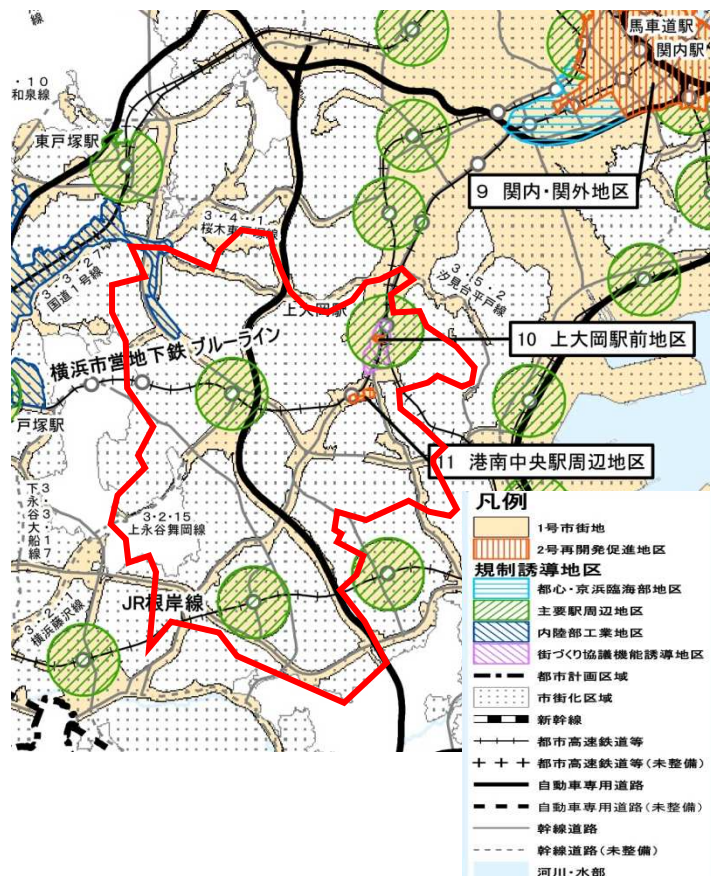 馬車道駅
関内駅
・10
和泉線
東戸塚駅
9 関内・関外地区
3・4・・1
桜木東戸塚線
3・3・27
国道1号線
3・5・2
汐見台平戸線
上大岡駅
10 上大岡駅前地区
横浜市営地下鉄 ブルーライン
戸塚駅
11 港南中央駅周辺地区
3・3・17
下永谷大船線
3・2・15
上永谷舞岡線
JR根岸線
横浜藤沢線
凡例
1号市街地
2号再開発促進地区
規制誘導地区
都心・京浜臨海部地区
主要駅周辺地区
内陸部工業地区
街づくり協議機能誘導地区
都市計画区域
市街化区域
新幹線
都市高速鉄道等
都市高速鉄道等(未整備)
自動車専用道路
自動車専用道路(未整備)
幹線道路
幹線道路(未整備)
河川・水部